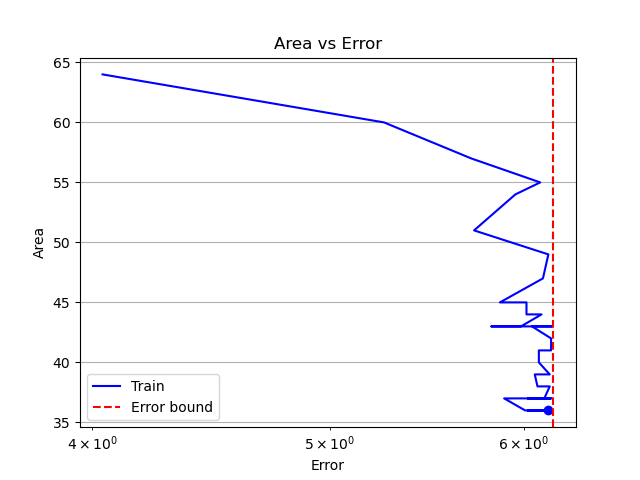 Area vs Error
65
60
55
50
45
40
35
Area
Train
Error bound
4 × 10⁰
5 × 10⁰
6 × 10⁰
Error